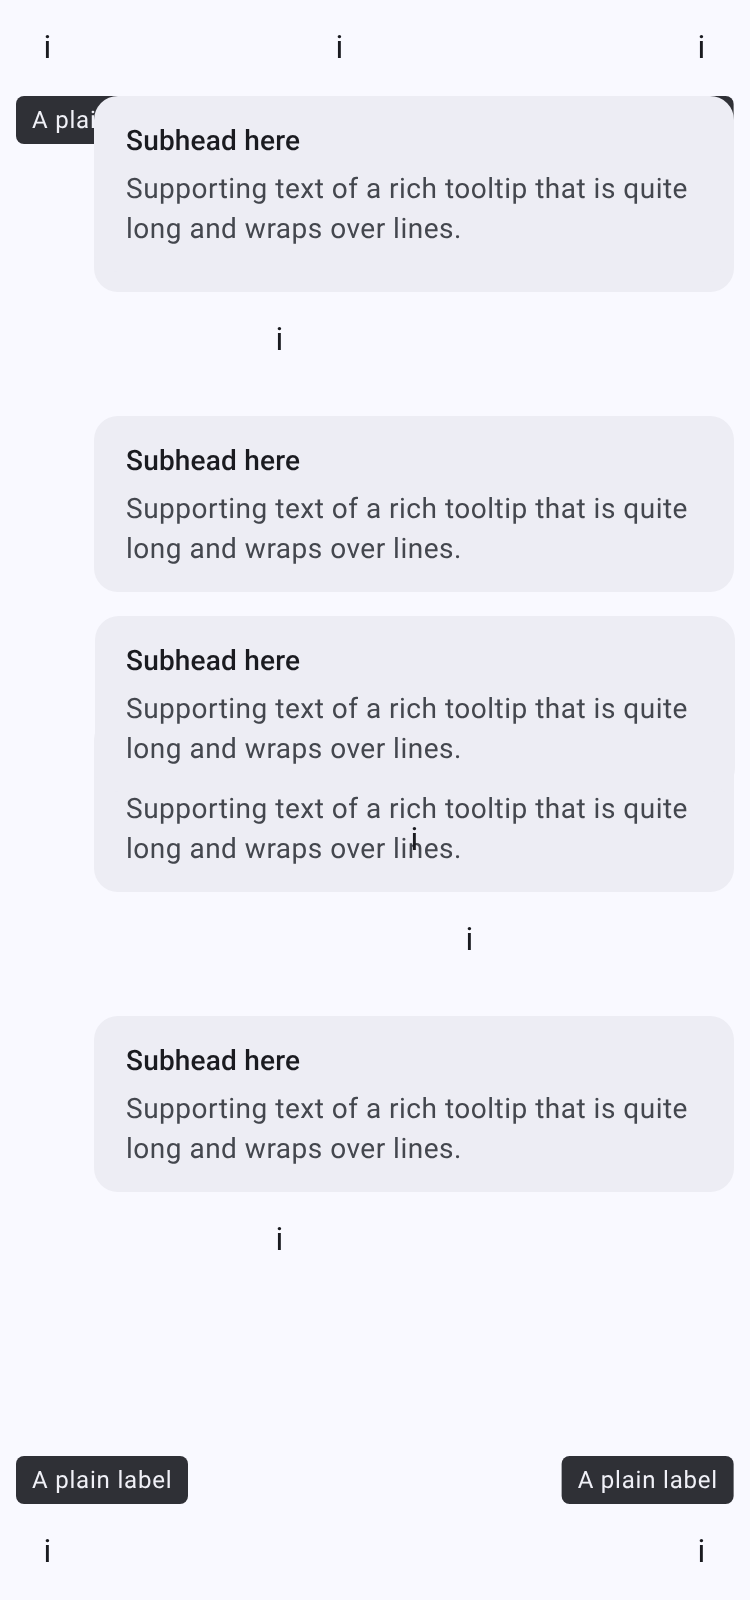 i i i
A plai
Subhead here
Supporting text of a rich tooltip that is quite
long and wraps over lines.
i
Subhead here
Supporting text of a rich tooltip that is quite
long and wraps over lines.
Subhead here
Supporting text of a rich tooltip that is quite
long and wraps over lines.
Supporting text of a rich tooltip that is quite
long and wraps over lines.
i
i
Subhead here
Supporting text of a rich tooltip that is quite
long and wraps over lines.
i
A plain label A plain label
i i